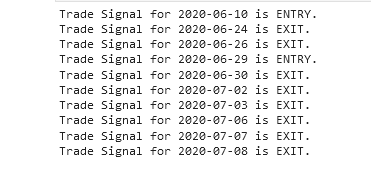 Trade Signal for 2020-06-10 is ENTRY.
Trade Signal for 2020-06-24 is EXIT.
Trade Signal for 2020-06-26 is EXIT.
Trade Signal for 2020-06-29 is ENTRY.
Trade Signal for 2020-06-30 is EXIT.
Trade Signal for 2020-07-02 is EXIT.
Trade Signal for 2020-07-03 is EXIT.
Trade Signal for 2020-07-06 is EXIT.
Trade Signal for 2020-07-07 is EXIT.
Trade Signal for 2020-07-08 is EXIT.